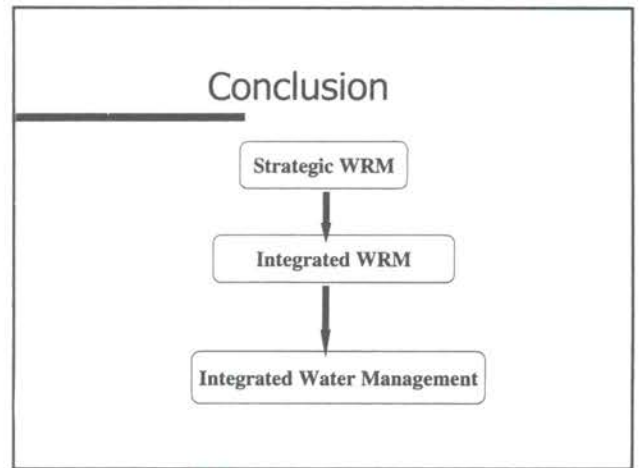 Conclusion
Strategic WRM
Integrated WRM
Integrated Water Management